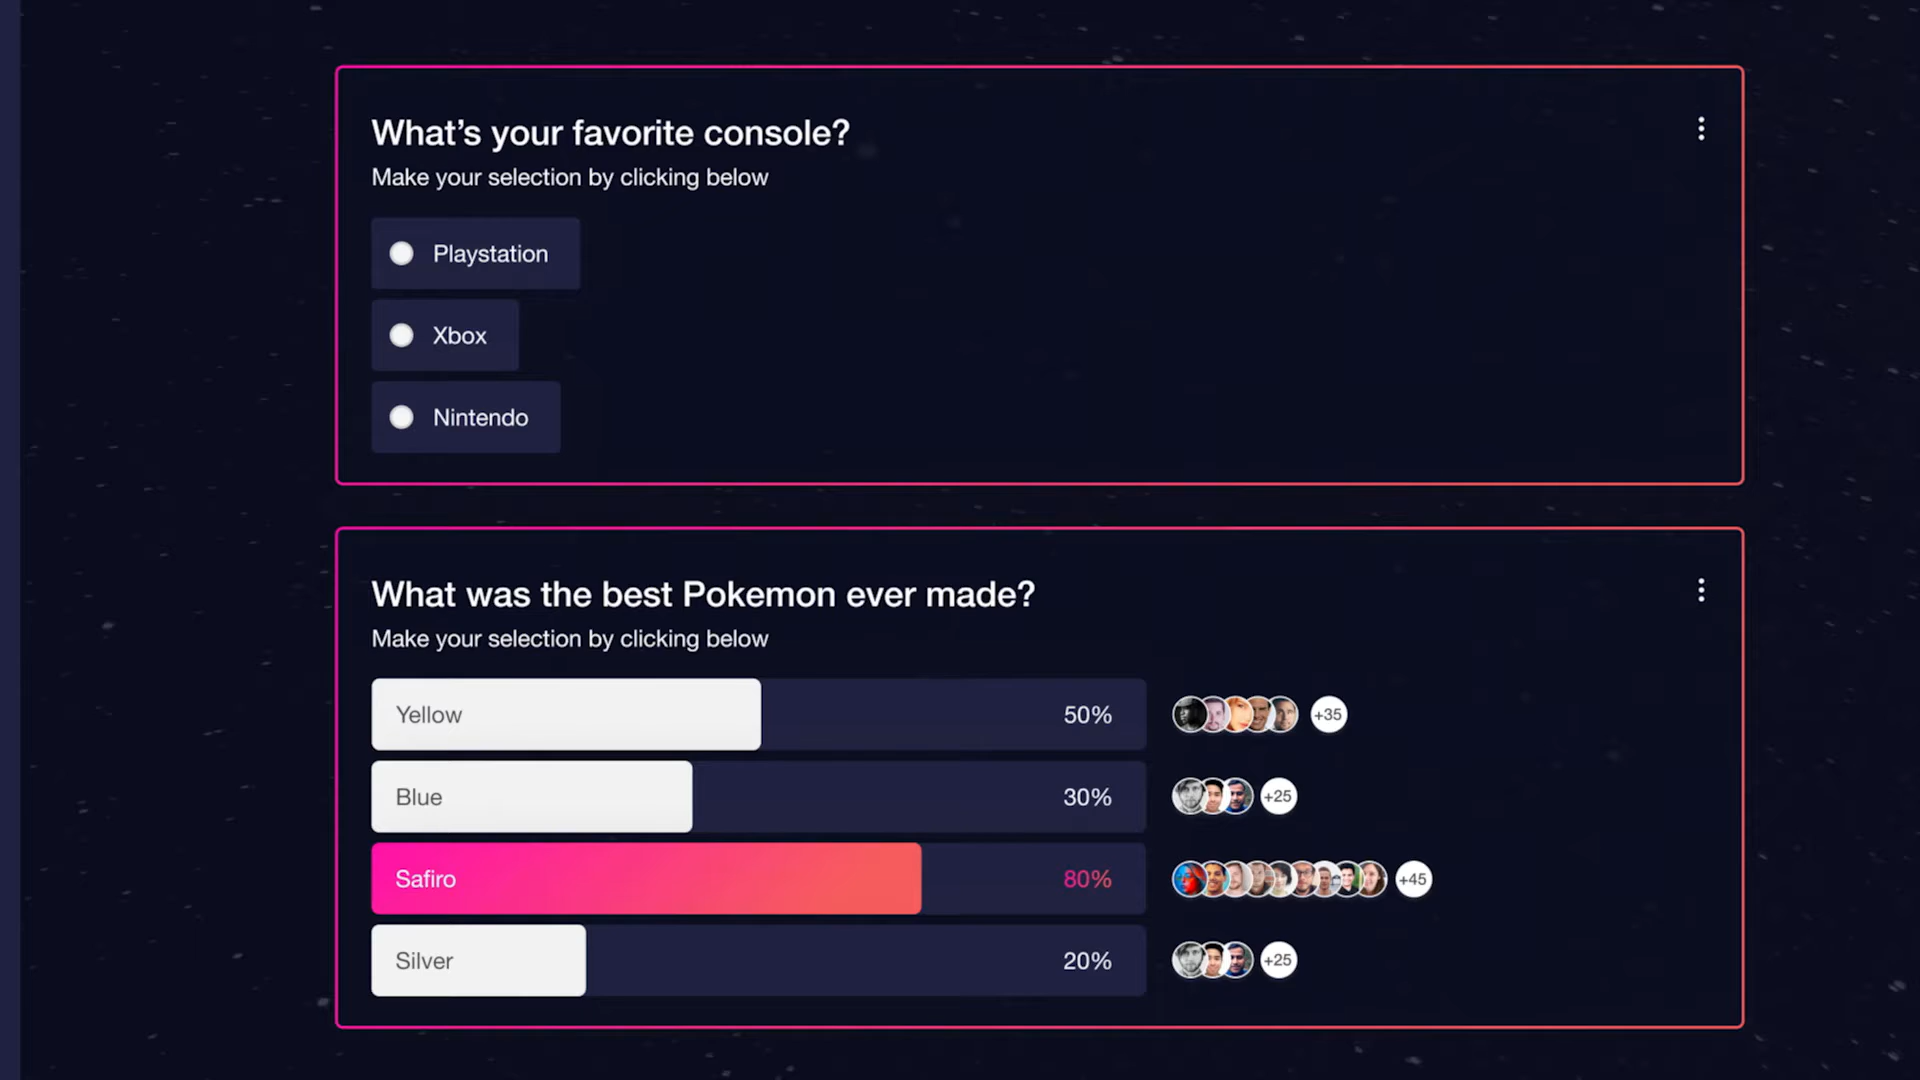 What’s your favorite console?
Make your selection by clicking below
Playstation
Xbox
Nintendo
What was the best Pokemon ever made?
Make your selection by clicking below
Yellow 50% +35
Blue 30% +25
Safiro 80% +45
Silver 20% +25